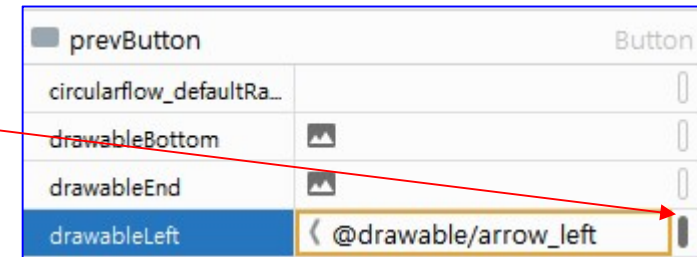 prevButton Button
circularflow_defaultRa...
drawableBottom
drawableEnd
drawableLeft @drawable/arrow_left